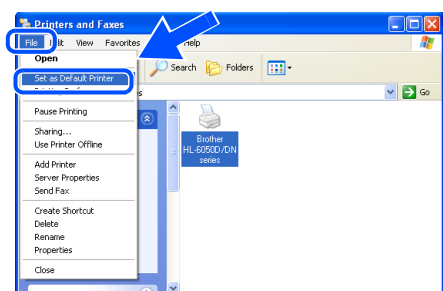 Printers and Faxes
File Edit View Favorites Help
Open
Set as Default Printer
Search Folders
Go
Pause Printing
Sharing...
Use Printer Offline
Add Printer
Server Properties
Send Fax
Create Shortcut
Delete
Rename
Properties
Close
Brother
HL-6050D/DN
series